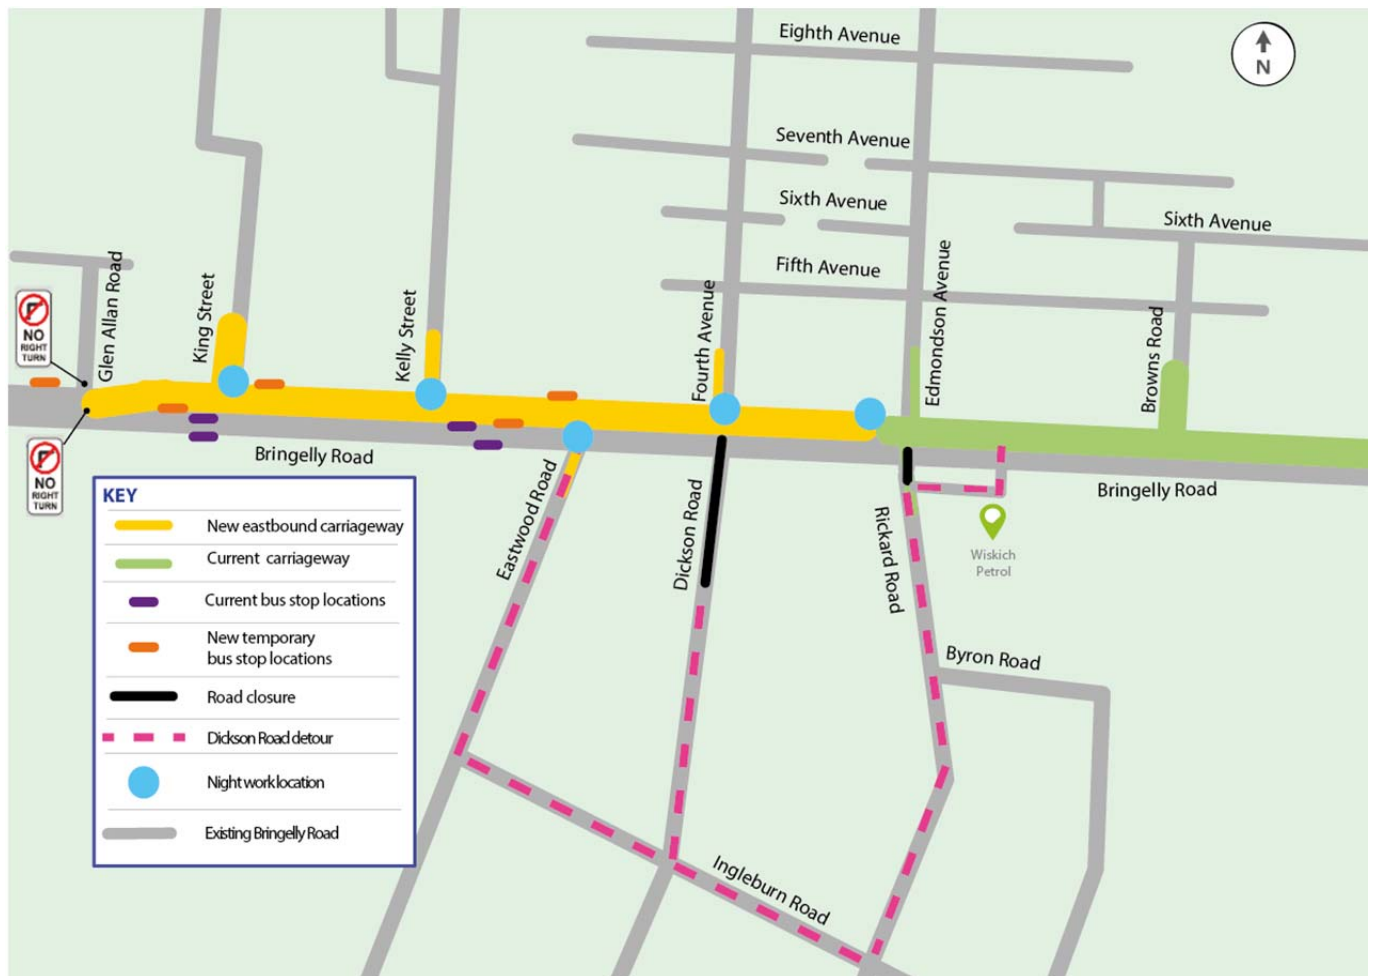 Eighth Avenue
N
Seventh Avenue
Sixth Avenue
Sixth Avenue
Fifth Avenue
Glen Allan Road
King Street
Kelly Street
Fourth Avenue
Edmondson Avenue
Browns Road
NO
RIGHT
TURN
NO
RIGHT
TURN
Bringelly Road
Bringelly Road
Eastwood Road
Dickson Road
Rickard Road
Wiskich
Petrol
Byron Road
Ingleburn Road
KEY
New eastbound carriageway
Current carriageway
Current bus stop locations
New temporary
bus stop locations
Road closure
Dickson Road detour
Night work location
Existing Bringelly Road